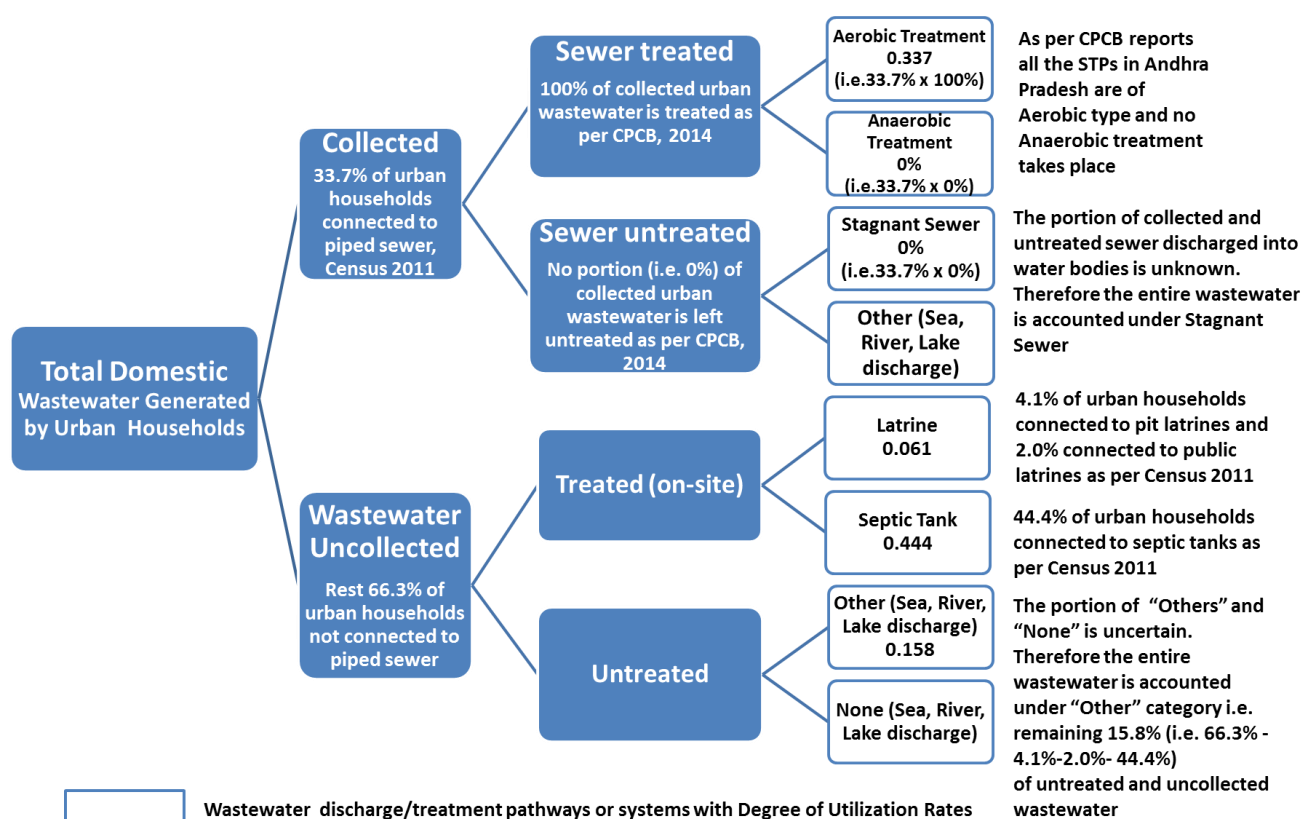 Total Domestic
Wastewater Generated
by Urban Households
Collected
33.7% of urban
households
connected to
piped sewer,
Census 2011
Wastewater
Uncollected
Rest 66.3% of
urban households
not connected to
piped sewer
Sewer treated
100% of collected urban
wastewater is treated as
per CPCB, 2014
Sewer untreated
No portion (i.e. 0%) of
collected urban
wastewater is left
untreated as per CPCB,
2014
Treated (on-site)
Untreated
Aerobic Treatment
0.337
(i.e.33.7% x 100%)
Anaerobic
Treatment
0%
(i.e.33.7% x 0%)
Stagnant Sewer
0%
(i.e.33.7% x 0%)
Other (Sea,
River, Lake
discharge)
Latrine
0.061
Septic Tank
0.444
Other (Sea, River,
Lake discharge)
0.158
None (Sea, River,
Lake discharge)
As per CPCB reports
all the STPs in Andhra
Pradesh are of
Aerobic type and no
Anaerobic treatment
takes place
The portion of collected and
untreated sewer discharged into
water bodies is unknown.
Therefore the entire wastewater
is accounted under Stagnant
Sewer
4.1% of urban households
connected to pit latrines and
2.0% connected to public
latrines as per Census 2011
44.4% of urban households
connected to septic tanks as
per Census 2011
The portion of “Others” and
“None” is uncertain.
Therefore the entire
wastewater is accounted
under “Other” category i.e.
remaining 15.8% (i.e. 66.3% -
4.1%-2.0%- 44.4%)
of untreated and uncollected
wastewater
Wastewater discharge/treatment pathways or systems with Degree of Utilization Rates